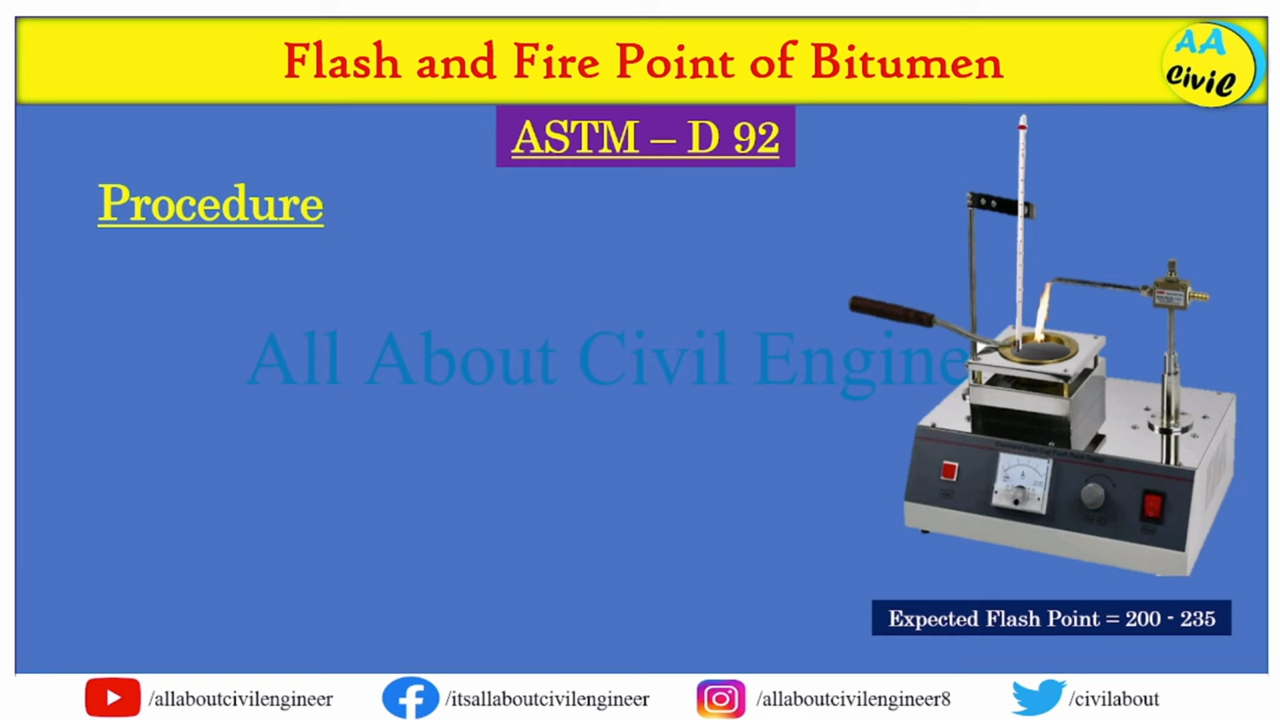 Flash and Fire Point of Bitumen
AA
Civil
ASTM – D 92
Procedure
All About Civil Engine
Expected Flash Point = 200 - 235
/allaboutcivilengineer
/itsallaboutcivilengineer
/allaboutcivilengineer8
/civilabout